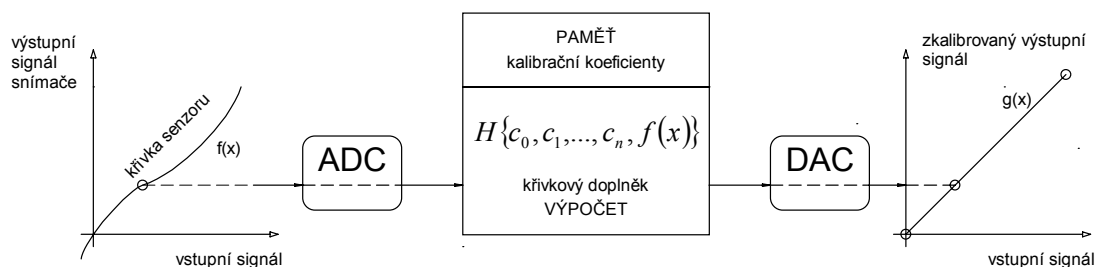 výstupní
signál
snímače
křivka senzoru
f(x)
vstupní signál
ADC
PAMĚŤ
kalibrační koeficienty
H{c₀, c₁,..., cₙ, f(x)}
křivkový doplněk
VÝPOČET
DAC
zkalibrovaný výstupní
signál
g(x)
vstupní signál